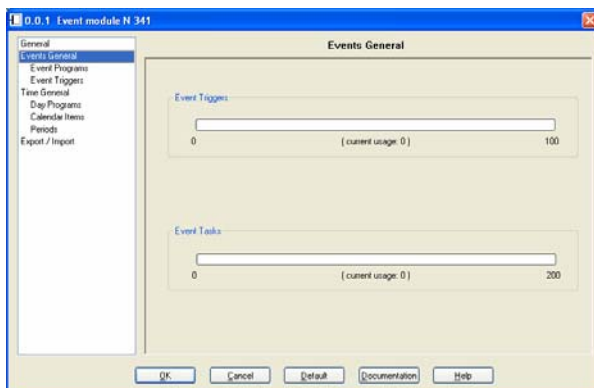 0.0.1 Event module N 341
General
Events General
Event Programs
Event Triggers
Time General
Day Programs
Calendar Items
Periods
Export / Import
Events General
Event Triggers
0 ( current usage: 0 ) 100
Event Tasks
0 ( current usage: 0 ) 200
OK Cancel Default Documentation Help